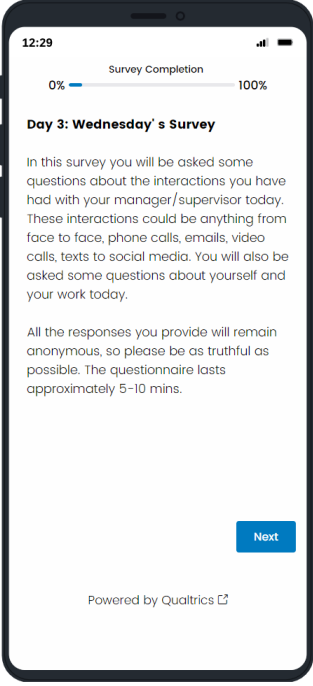 12:29
Survey Completion
0% 100%
Day 3: Wednesday' s Survey
In this survey you will be asked some
questions about the interactions you have
had with your manager/supervisor today.
These interactions could be anything from
face to face, phone calls, emails, video
calls, texts to social media. You will also be
asked some questions about yourself and
your work today.
All the responses you provide will remain
anonymous, so please be as truthful as
possible. The questionnaire lasts
approximately 5-10 mins.
Next
Powered by Qualtrics